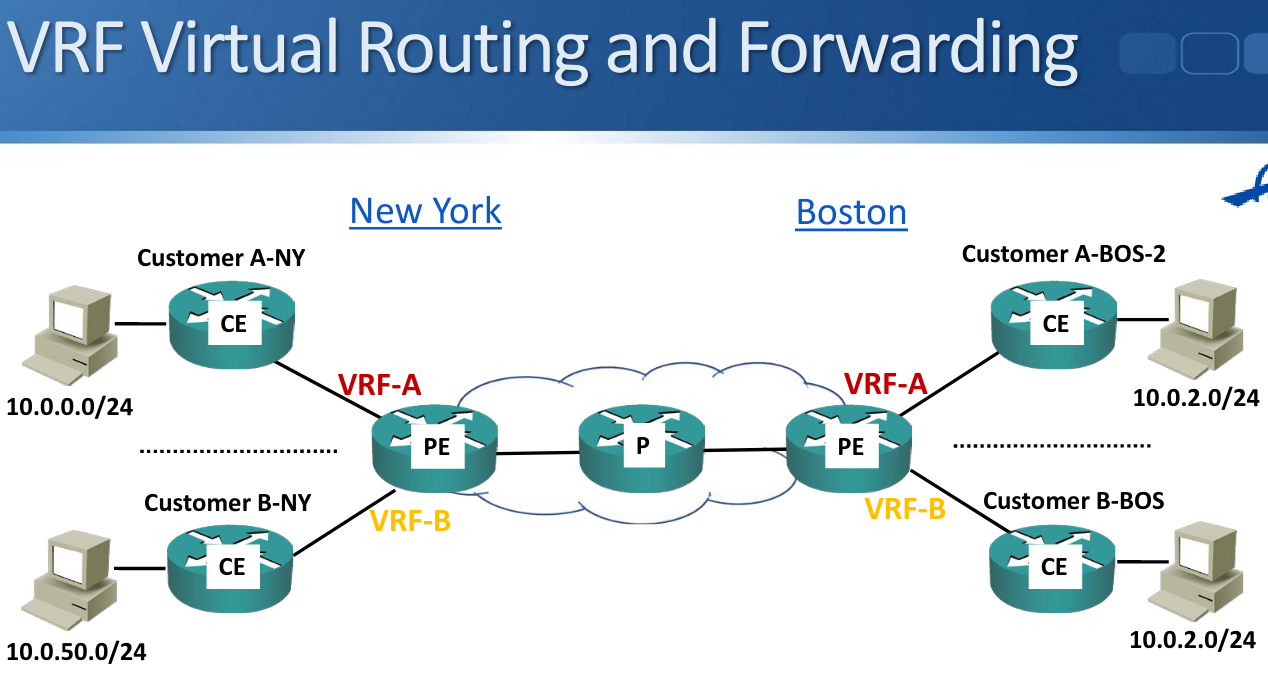 VRF Virtual Routing and Forwarding
New York
Boston
Customer A-NY
Customer A-BOS-2
CE
CE
VRF-A
VRF-A
10.0.0.0/24
10.0.2.0/24
PE
P
PE
Customer B-NY
Customer B-BOS
VRF-B
VRF-B
CE
CE
10.0.50.0/24
10.0.2.0/24